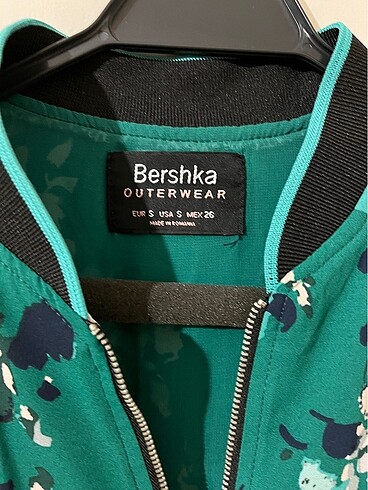 Bershka
OUTERWEAR
EUR S USA S MEX 26
MADE IN ROMANIA